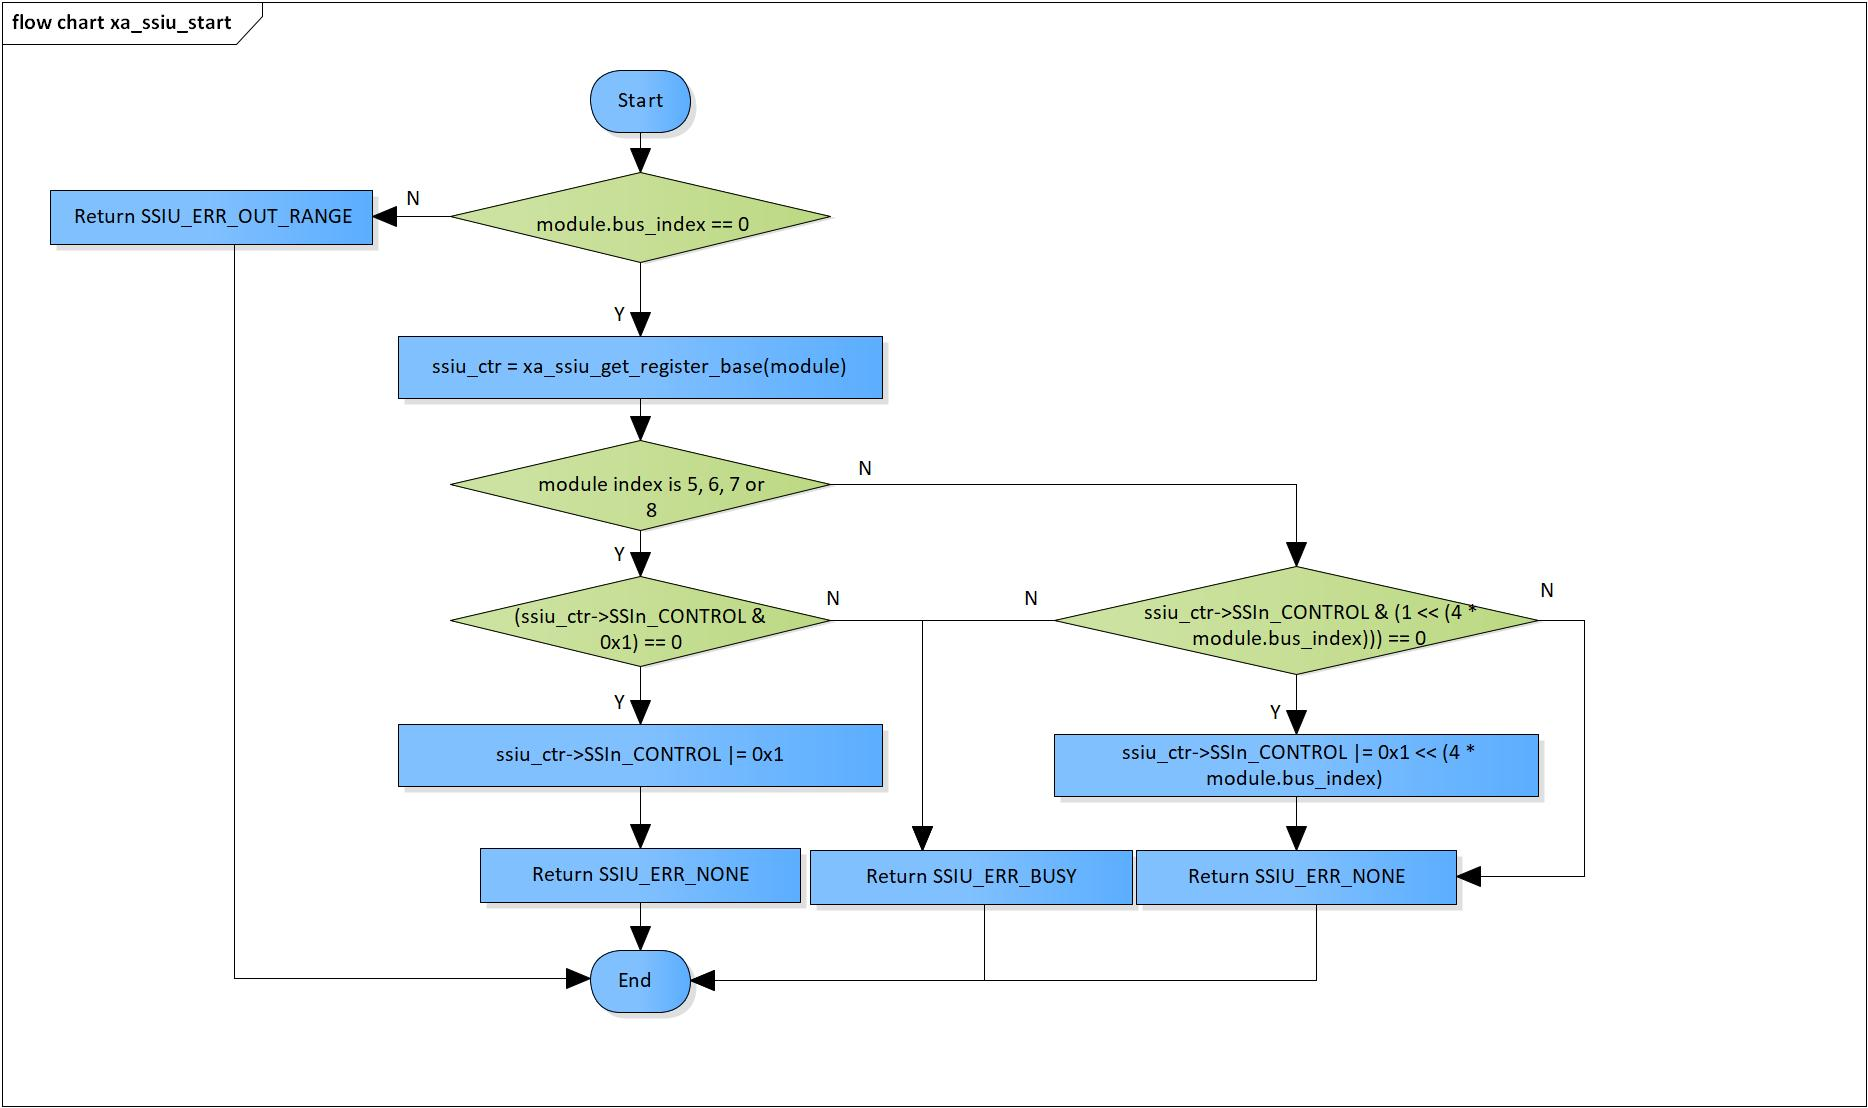 flow chart xa_ssiu_start
Start
N
Return SSIU_ERR_OUT_RANGE
module.bus_index == 0
Y
ssiu_ctr = xa_ssiu_get_register_base(module)
N
module index is 5, 6, 7 or
8
Y
N
N
N
(ssiu_ctr->SSIn_CONTROL &
0x1) == 0
ssiu_ctr->SSIn_CONTROL & (1 << (4 *
module.bus_index))) == 0
Y
Y
ssiu_ctr->SSIn_CONTROL |= 0x1
ssiu_ctr->SSIn_CONTROL |= 0x1 << (4 *
module.bus_index)
Return SSIU_ERR_NONE
Return SSIU_ERR_BUSY
Return SSIU_ERR_NONE
End